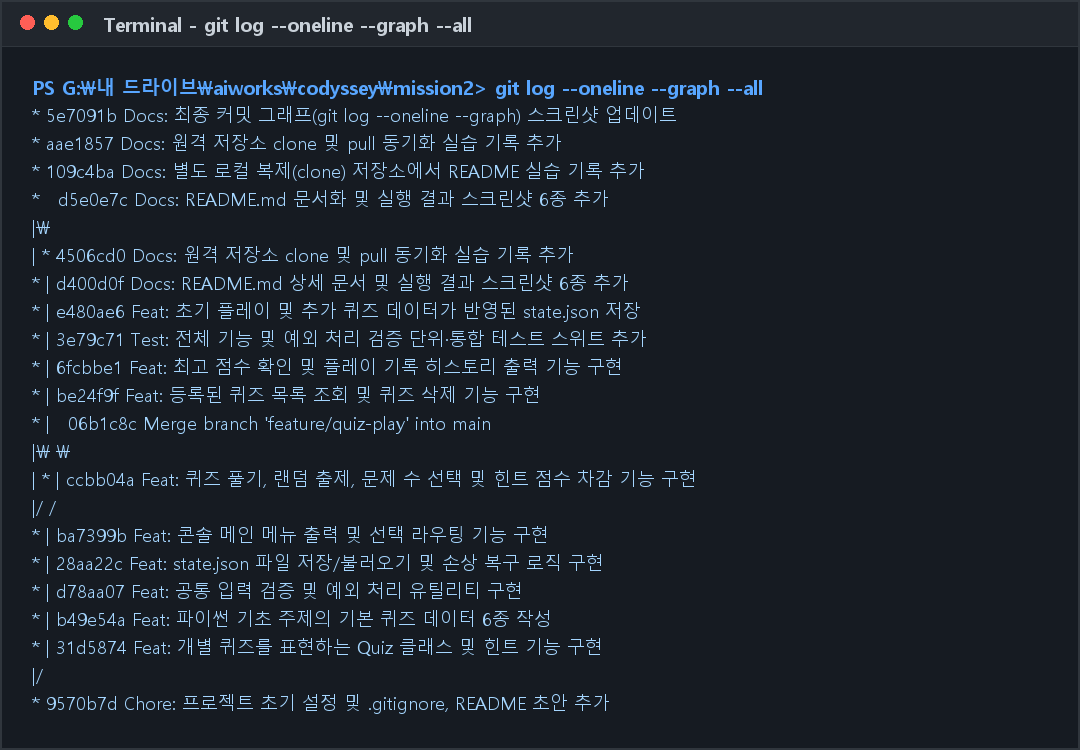 Terminal - git log --oneline --graph --all
PS G:₩내 드라이브₩aiworks₩codyssey₩mission2> git log --oneline --graph --all
* 5e7091b Docs: 최종 커밋 그래프(git log --oneline --graph) 스크린샷 업데이트
* aae1857 Docs: 원격 저장소 clone 및 pull 동기화 실습 기록 추가
* 109c4ba Docs: 별도 로컬 복제(clone) 저장소에서 README 실습 기록 추가
*   d5e0e7c Docs: README.md 문서화 및 실행 결과 스크린샷 6종 추가
|₩
| * 4506cd0 Docs: 원격 저장소 clone 및 pull 동기화 실습 기록 추가
* | d400d0f Docs: README.md 상세 문서 및 실행 결과 스크린샷 6종 추가
* | e480ae6 Feat: 초기 플레이 및 추가 퀴즈 데이터가 반영된 state.json 저장
* | 3e79c71 Test: 전체 기능 및 예외 처리 검증 단위·통합 테스트 스위트 추가
* | 6fcbbe1 Feat: 최고 점수 확인 및 플레이 기록 히스토리 출력 기능 구현
* | be24f9f Feat: 등록된 퀴즈 목록 조회 및 퀴즈 삭제 기능 구현
* |   06b1c8c Merge branch 'feature/quiz-play' into main
|₩ ₩
| * | ccbb04a Feat: 퀴즈 풀기, 랜덤 출제, 문제 수 선택 및 힌트 점수 차감 기능 구현
|/ /
* | ba7399b Feat: 콘솔 메인 메뉴 출력 및 선택 라우팅 기능 구현
* | 28aa22c Feat: state.json 파일 저장/불러오기 및 손상 복구 로직 구현
* | d78aa07 Feat: 공통 입력 검증 및 예외 처리 유틸리티 구현
* | b49e54a Feat: 파이썬 기초 주제의 기본 퀴즈 데이터 6종 작성
* | 31d5874 Feat: 개별 퀴즈를 표현하는 Quiz 클래스 및 힌트 기능 구현
|/
* 9570b7d Chore: 프로젝트 초기 설정 및 .gitignore, README 초안 추가